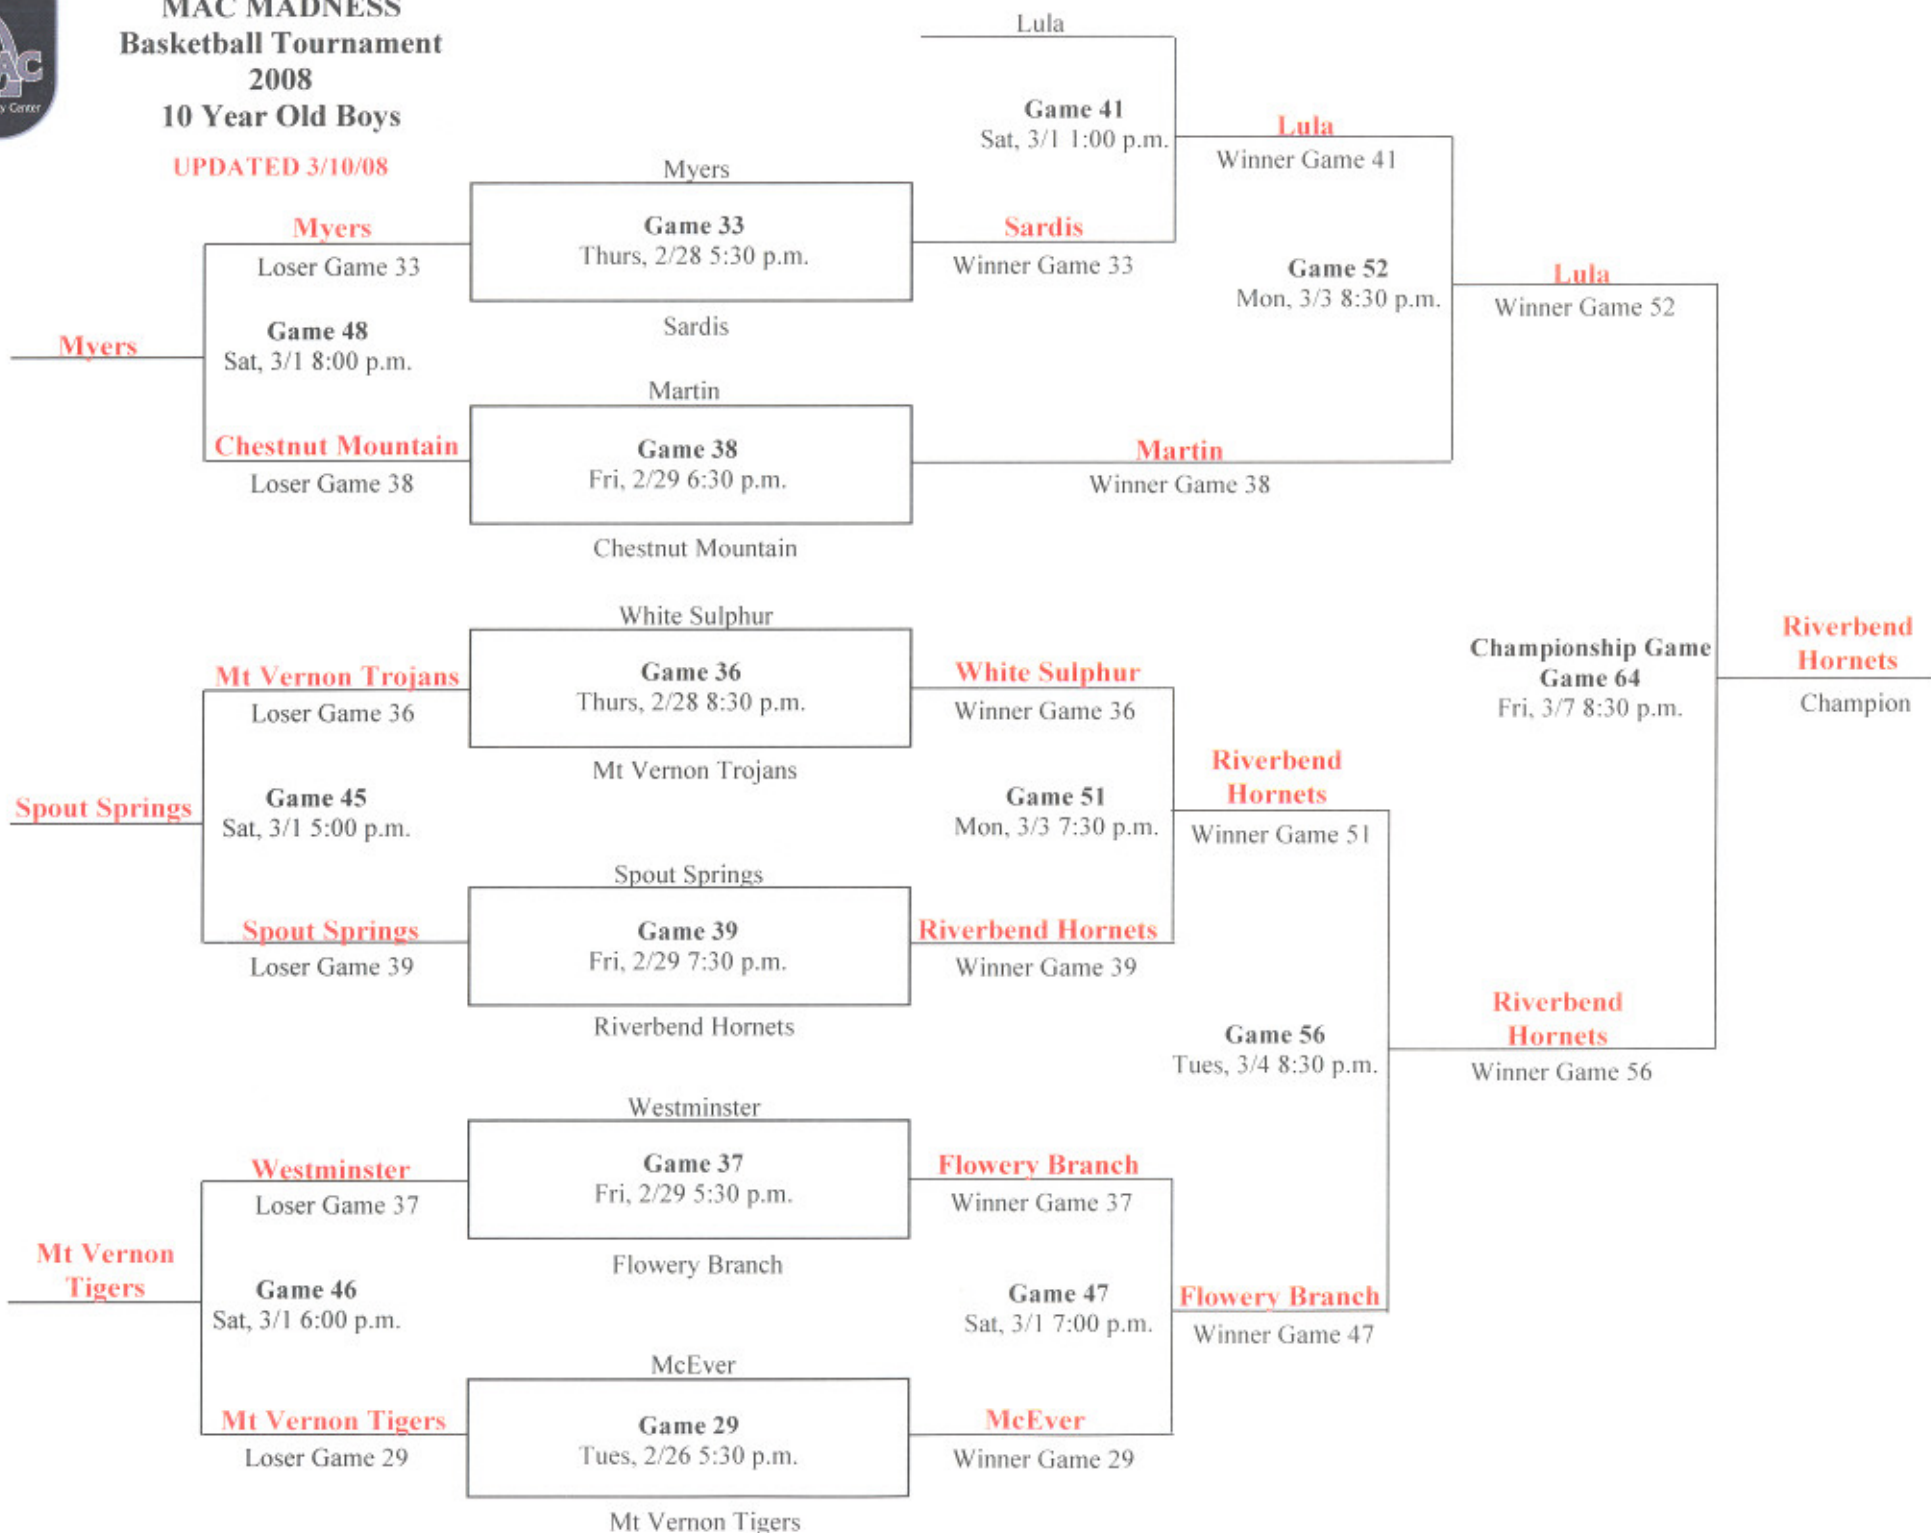 MAC MADNESS
Basketball Tournament
2008
10 Year Old Boys
UPDATED 3/10/08
AC
Center
Lula
Game 41
Sat, 3/1 1:00 p.m.
Lula
Winner Game 41
Myers
Game 33
Thurs, 2/28 5:30 p.m.
Sardis
Myers
Loser Game 33
Sardis
Winner Game 33
Game 52
Mon, 3/3 8:30 p.m.
Lula
Winner Game 52
Myers
Game 48
Sat, 3/1 8:00 p.m.
Martin
Game 38
Fri, 2/29 6:30 p.m.
Chestnut Mountain
Chestnut Mountain
Loser Game 38
Martin
Winner Game 38
White Sulphur
Game 36
Thurs, 2/28 8:30 p.m.
Mt Vernon Trojans
Mt Vernon Trojans
Loser Game 36
White Sulphur
Winner Game 36
Championship Game
Game 64
Fri, 3/7 8:30 p.m.
Riverbend
Hornets
Champion
Spout Springs
Game 45
Sat, 3/1 5:00 p.m.
Game 51
Mon, 3/3 7:30 p.m.
Riverbend
Hornets
Winner Game 51
Spout Springs
Game 39
Fri, 2/29 7:30 p.m.
Riverbend Hornets
Spout Springs
Loser Game 39
Riverbend Hornets
Winner Game 39
Game 56
Tues, 3/4 8:30 p.m.
Riverbend
Hornets
Winner Game 56
Westminster
Game 37
Fri, 2/29 5:30 p.m.
Flowery Branch
Westminster
Loser Game 37
Flowery Branch
Winner Game 37
Mt Vernon
Tigers
Game 46
Sat, 3/1 6:00 p.m.
Game 47
Sat, 3/1 7:00 p.m.
Flowery Branch
Winner Game 47
McEver
Game 29
Tues, 2/26 5:30 p.m.
Mt Vernon Tigers
Mt Vernon Tigers
Loser Game 29
McEver
Winner Game 29